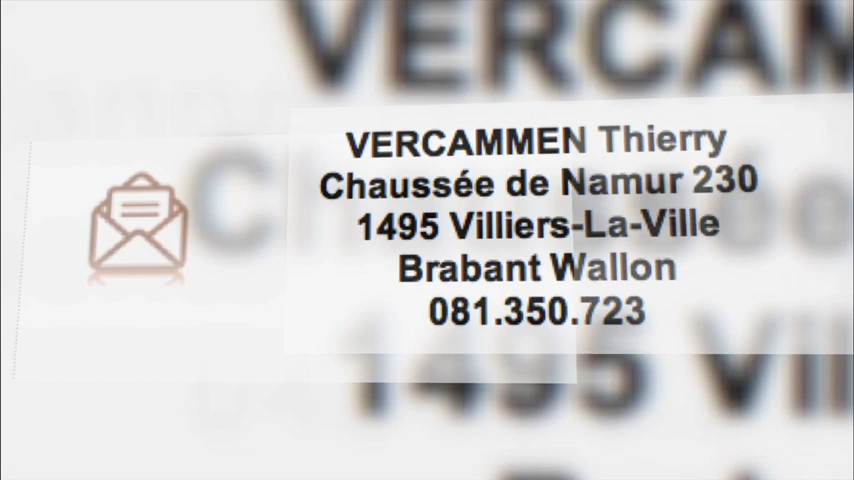 VERCAMMEN Thierry
Chaussée de Namur 230
1495 Villiers-La-Ville
Brabant Wallon
081.350.723